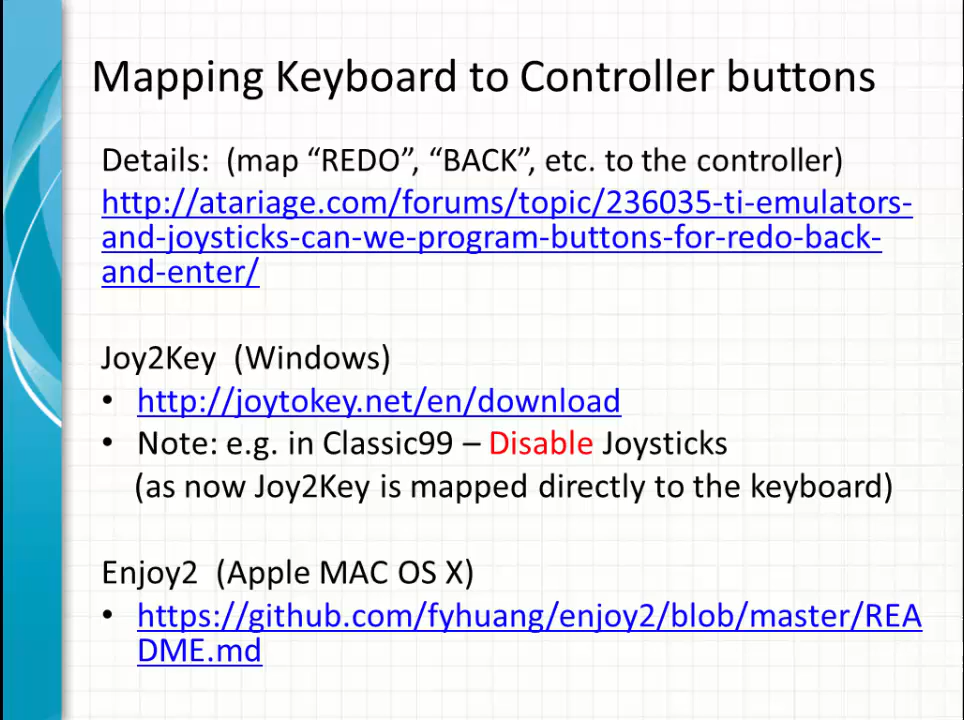 Mapping Keyboard to Controller buttons
Details:  (map “REDO”, “BACK”, etc. to the controller)
http://atariage.com/forums/topic/236035-ti-emulators-
and-joysticks-can-we-program-buttons-for-redo-back-
and-enter/
Joy2Key  (Windows)
• http://joytokey.net/en/download
• Note: e.g. in Classic99 – Disable Joysticks
(as now Joy2Key is mapped directly to the keyboard)
Enjoy2  (Apple MAC OS X)
• https://github.com/fyhuang/enjoy2/blob/master/REA
DME.md